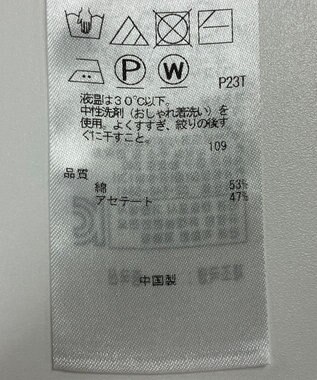 P W
P23T
液温は30℃以下。
中性洗剤（おしゃれ着洗い）を
使用。よくすすぎ、絞りの後す
ぐに干すこと。
109
品質
綿 53%
アセテート 47%
中国製